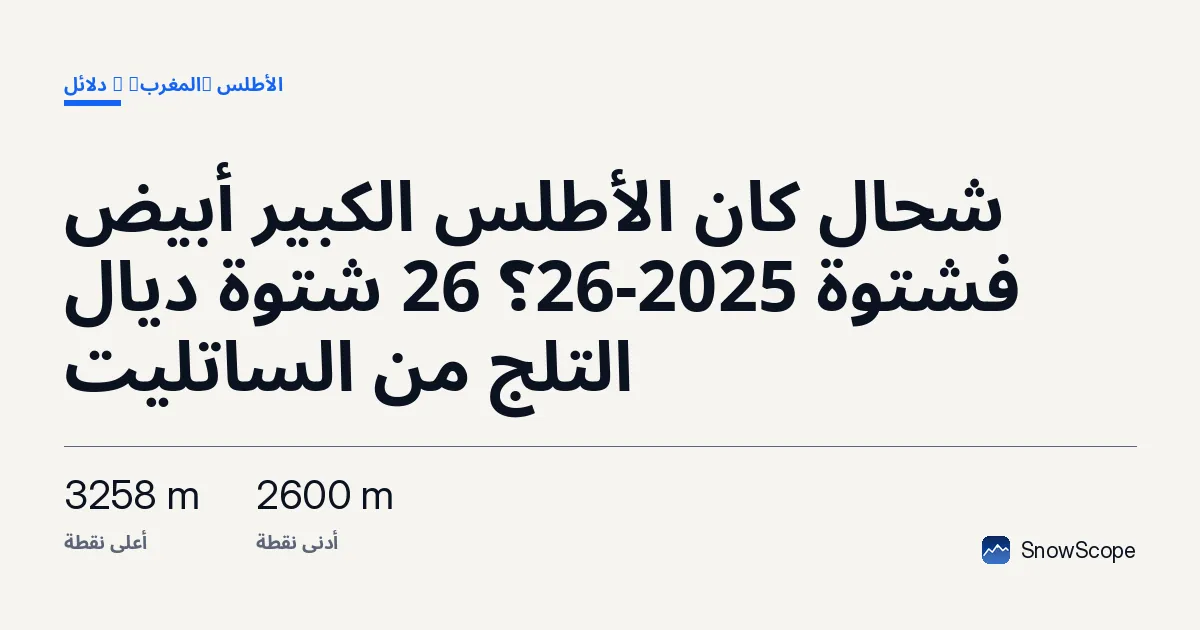 الأطلس المغرب دلائل
شحال كان الأطلس الكبير أبيض
فشتوة 2025-26؟ 26 شتوة ديال
التلج من الساتليت
3258 m
أعلى نقطة
2600 m
أدنى نقطة
SnowScope